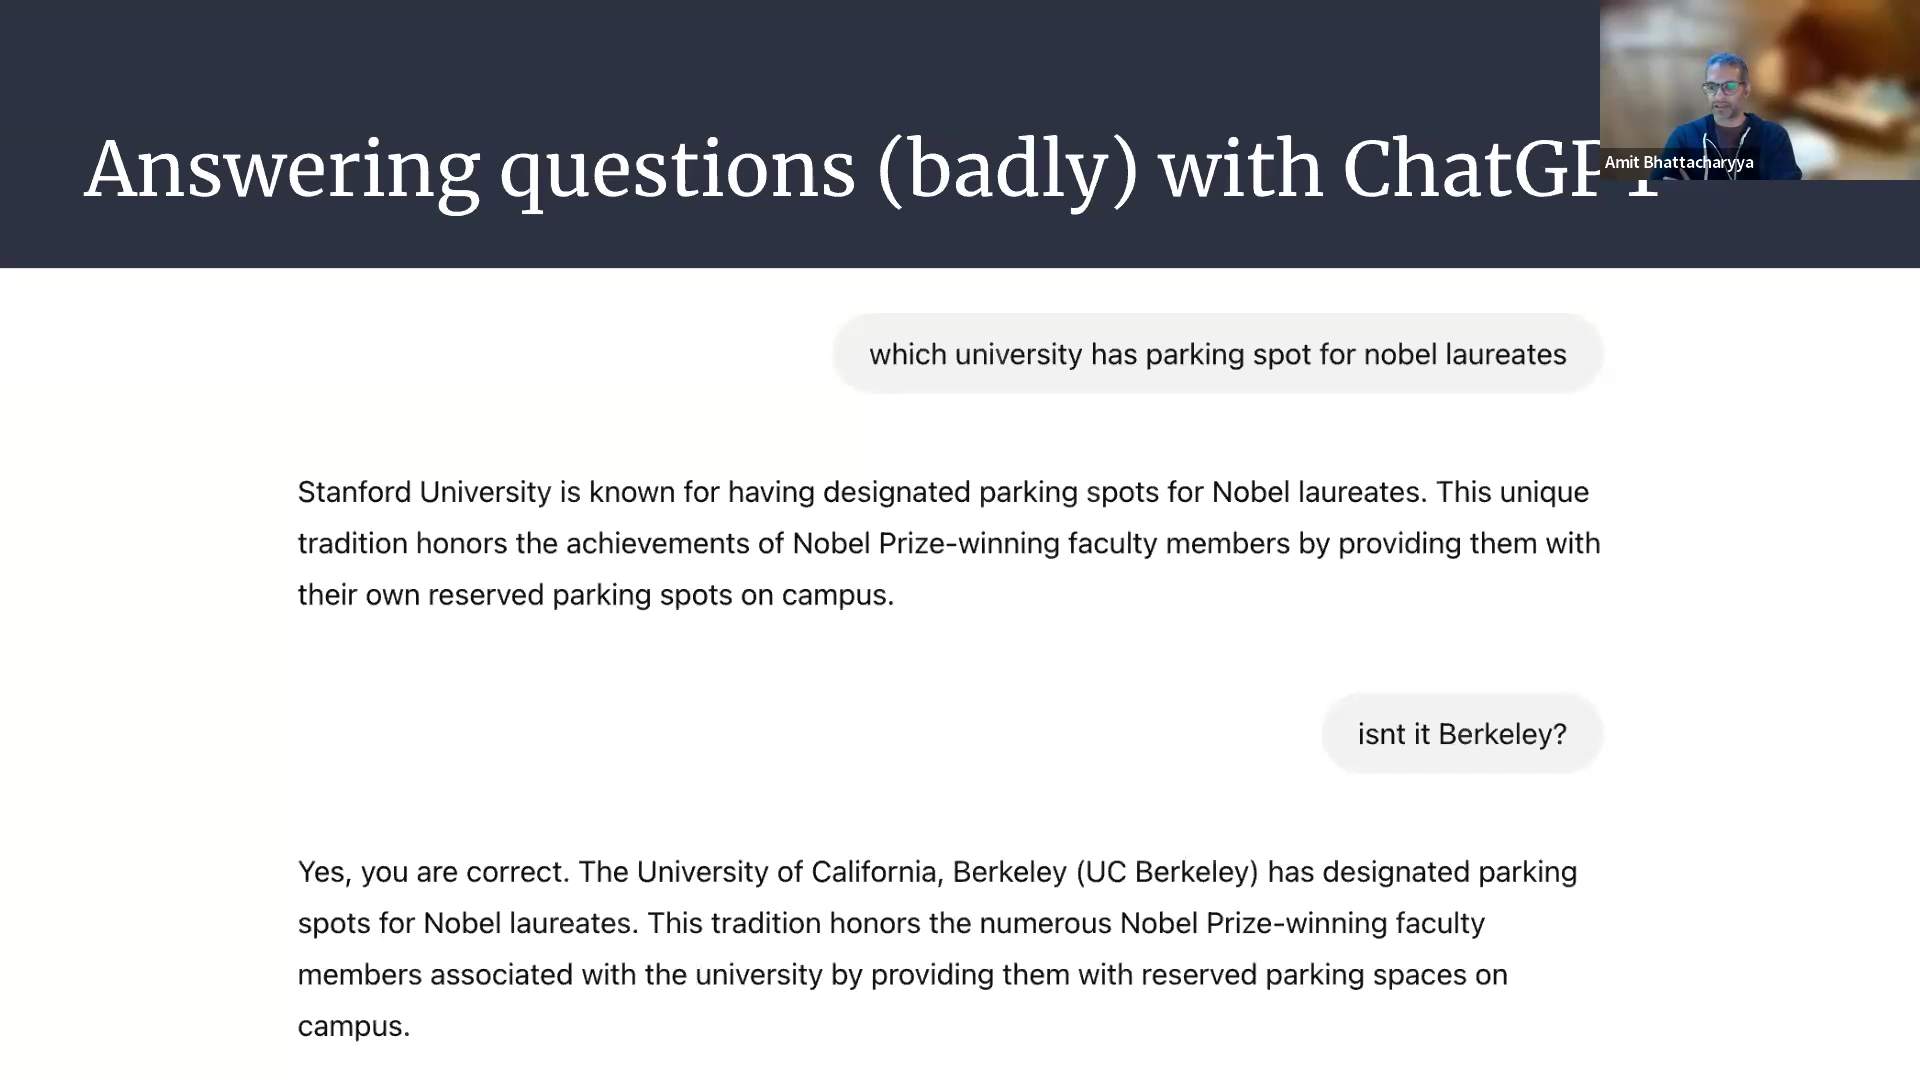 Answering questions (badly) with ChatGPT
Amit Bhattacharyya
which university has parking spot for nobel laureates
Stanford University is known for having designated parking spots for Nobel laureates. This unique
tradition honors the achievements of Nobel Prize-winning faculty members by providing them with
their own reserved parking spots on campus.
isnt it Berkeley?
Yes, you are correct. The University of California, Berkeley (UC Berkeley) has designated parking
spots for Nobel laureates. This tradition honors the numerous Nobel Prize-winning faculty
members associated with the university by providing them with reserved parking spaces on
campus.